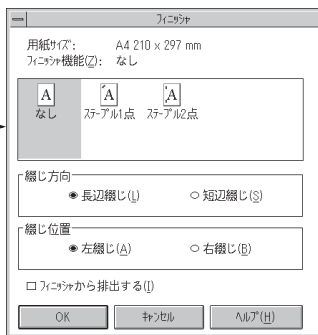 ﾌｨﾆｯｼｬ
用紙ｻｲｽﾞ: A4 210 x 297 mm
ﾌｨﾆｯｼｬ機能(Z): なし
A A A
なし ｽﾃｰﾌﾟﾙ1点 ｽﾃｰﾌﾟﾙ2点
綴じ方向
長辺綴じ(L) 短辺綴じ(S)
綴じ位置
左綴じ(A) 右綴じ(B)
ﾌｨﾆｯｼｬから排出する(I)
OK ｷｬﾝｾﾙ ﾍﾙﾌﾟ(H)